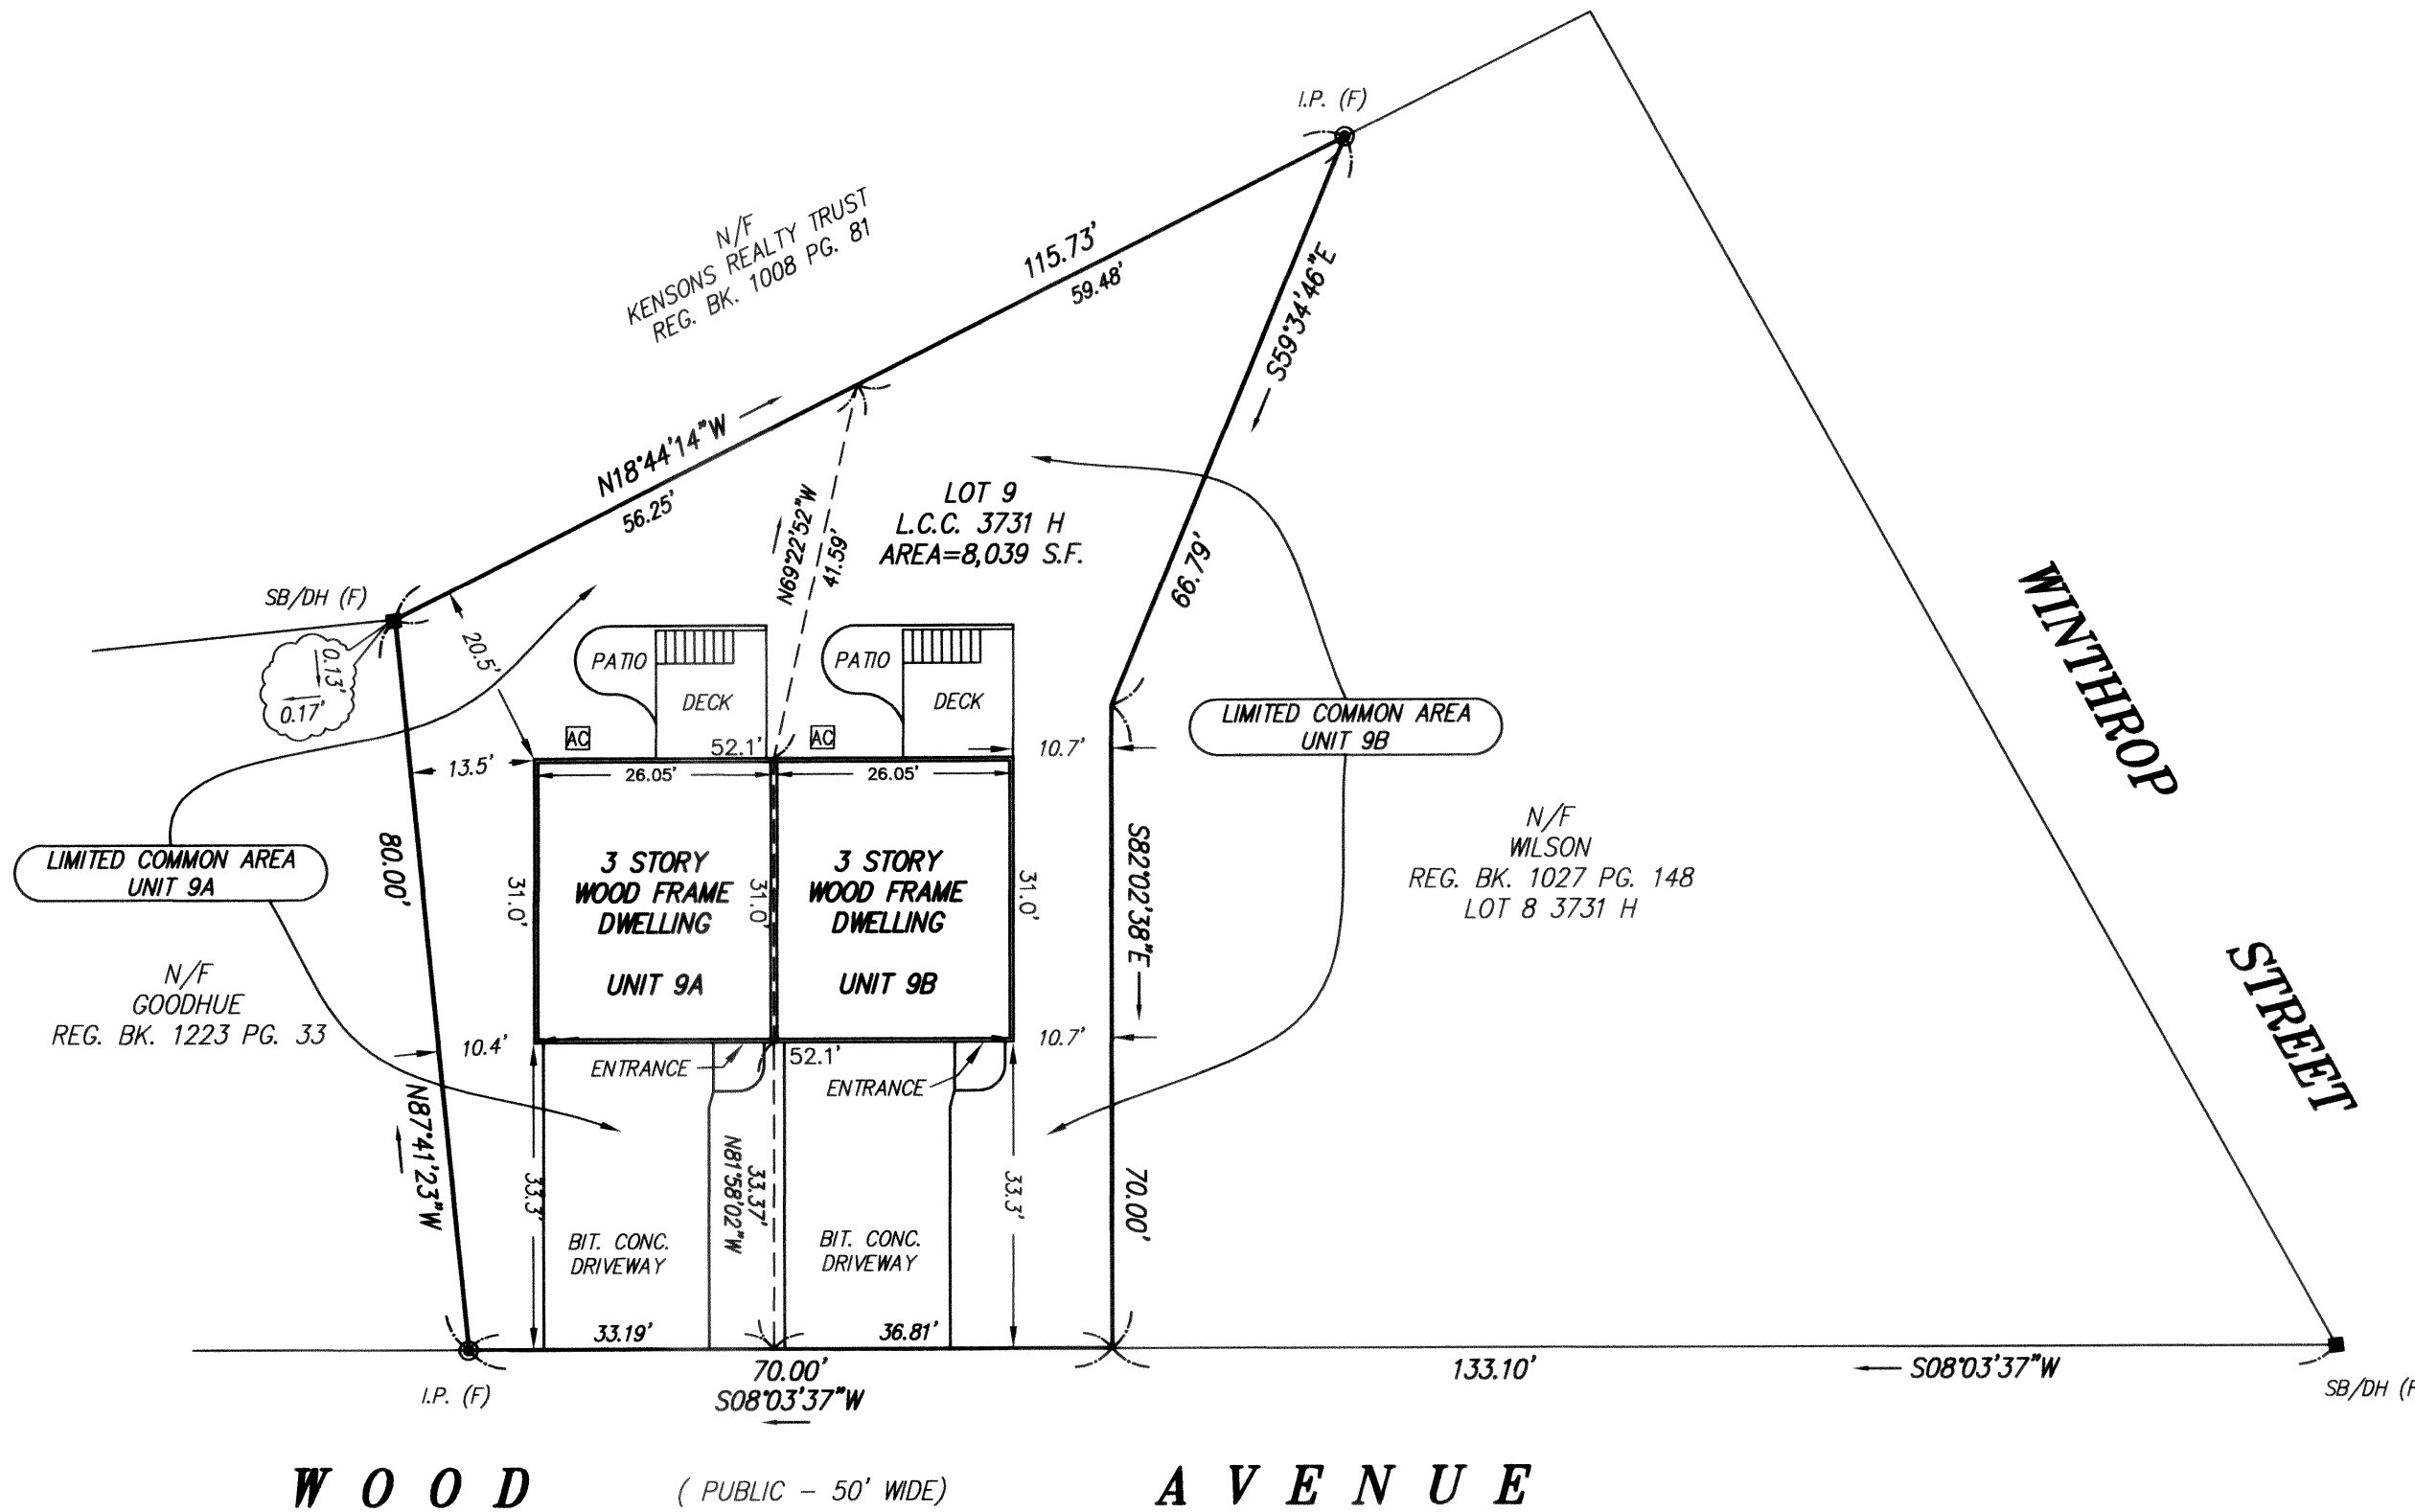 I.P. (F)
N/F
KENSONS REALTY TRUST
REG. BK. 1008 PG. 81
115.73'
59.48'
S59°34'46"E
N18°44'14"W
56.25'
N69°22'52"W
41.59'
LOT 9
L.C.C. 3731 H
AREA=8,039 S.F.
66.79'
SB/DH (F)
0.13'
0.17'
20.5'
PATIO
DECK
PATIO
DECK
LIMITED COMMON AREA
UNIT 9B
WINTHROP
STREET
AC
52.1'
AC
10.7'
13.5'
26.05'
26.05'
80.00'
LIMITED COMMON AREA
UNIT 9A
31.0'
3 STORY
WOOD FRAME
DWELLING
UNIT 9A
31.0'
3 STORY
WOOD FRAME
DWELLING
UNIT 9B
31.0'
S82°02'38"E
N/F
WILSON
REG. BK. 1027 PG. 148
LOT 8 3731 H
N/F
GOODHUE
REG. BK. 1223 PG. 33
10.4'
10.7'
ENTRANCE
52.1'
ENTRANCE
N87°41'23"W
33.3'
BIT. CONC.
DRIVEWAY
33.37'
N81°58'02"W
BIT. CONC.
DRIVEWAY
33.3'
70.00'
33.19'
36.81'
I.P. (F)
70.00'
S08°03'37"W
133.10'
S08°03'37"W
SB/DH (F
WOOD (PUBLIC - 50' WIDE) AVENUE